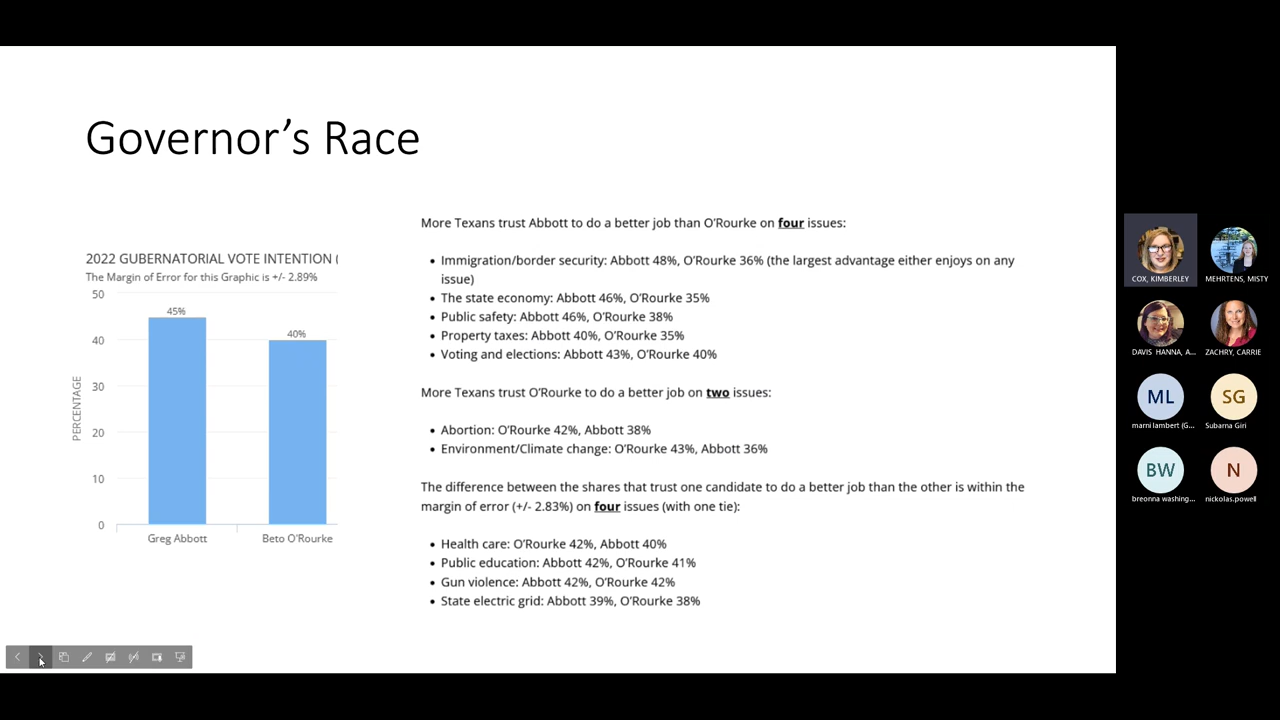 Governor's Race
2022 GUBERNATORIAL VOTE INTENTION (
The Margin of Error for this Graphic is +/- 2.89%
50
40
30
20
10
0
PERCENTAGE
45%
40%
Greg Abbott
Beto O'Rourke
More Texans trust Abbott to do a better job than O'Rourke on four issues:
• Immigration/border security: Abbott 48%, O'Rourke 36% (the largest advantage either enjoys on any
issue)
• The state economy: Abbott 46%, O'Rourke 35%
• Public safety: Abbott 46%, O'Rourke 38%
• Property taxes: Abbott 40%, O'Rourke 35%
• Voting and elections: Abbott 43%, O'Rourke 40%
More Texans trust O'Rourke to do a better job on two issues:
• Abortion: O'Rourke 42%, Abbott 38%
• Environment/Climate change: O'Rourke 43%, Abbott 36%
The difference between the shares that trust one candidate to do a better job than the other is within the
margin of error (+/- 2.83%) on four issues (with one tie):
• Health care: O'Rourke 42%, Abbott 40%
• Public education: Abbott 42%, O'Rourke 41%
• Gun violence: Abbott 42%, O'Rourke 42%
• State electric grid: Abbott 39%, O'Rourke 38%
COX, KIMBERLEY
MEHRTENS, MISTY
DAVIS HANNA, A...
ZACHRY, CARRIE
ML
marni lambert (G...
SG
Subarna Giri
BW
breonna washing...
N
nickolas.powell